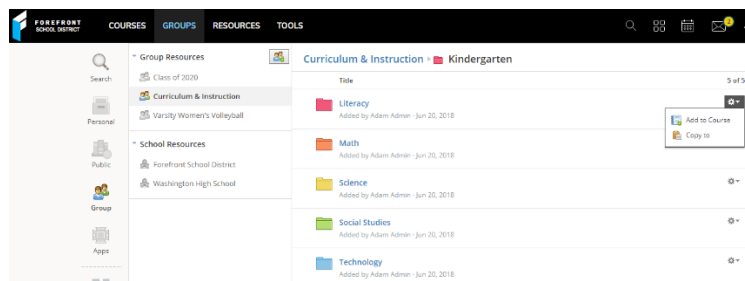 FOREFRONT
SCHOOL DISTRICT
COURSES GROUPS RESOURCES TOOLS
2
Search
Personal
Public
Group
Apps
Group Resources
Class of 2020
Curriculum & Instruction
Varsity Women's Volleyball
School Resources
Forefront School District
Washington High School
Curriculum & Instruction Kindergarten
Title 5 of 5
Literacy
Added by Adam Admin · Jun 20, 2018
Add to Course
Copy to
Math
Added by Adam Admin · Jun 20, 2018
Science
Added by Adam Admin · Jun 20, 2018
Social Studies
Added by Adam Admin · Jun 20, 2018
Technology
Added by Adam Admin · Jun 20, 2018